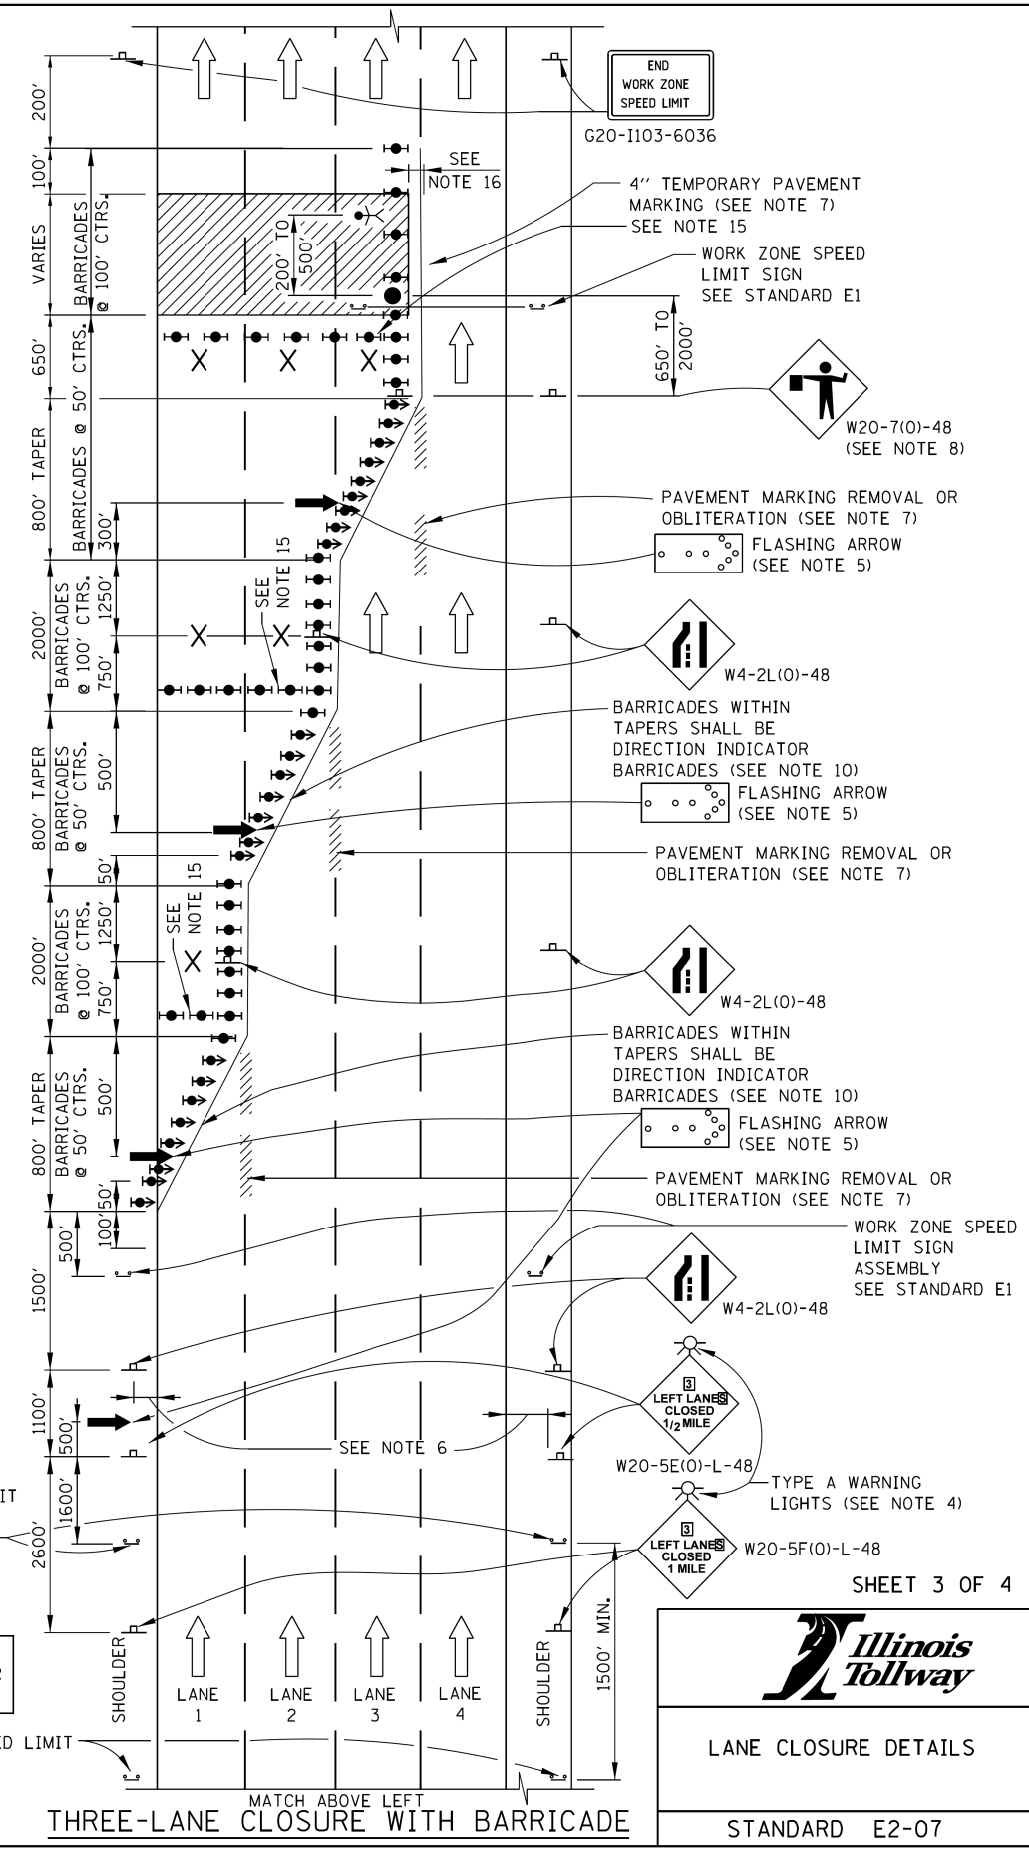 END
WORK ZONE
SPEED LIMIT
G20-I103-6036
200'
100'
BARRICADES
@ 100' CTRS.
VARIES
SEE
NOTE 16
4'' TEMPORARY PAVEMENT
MARKING (SEE NOTE 7)
SEE NOTE 15
200' TO
500'
WORK ZONE SPEED
LIMIT SIGN
SEE STANDARD E1
650'
BARRICADES @ 50' CTRS.
X X X
650' TO
2000'
W20-7(O)-48
(SEE NOTE 8)
800' TAPER
300'
PAVEMENT MARKING REMOVAL OR
OBLITERATION (SEE NOTE 7)
FLASHING ARROW
(SEE NOTE 5)
2000'
BARRICADES
@ 100' CTRS.
1250'
750'
SEE
NOTE 15
X X
W4-2L(O)-48
BARRICADES WITHIN
TAPERS SHALL BE
DIRECTION INDICATOR
BARRICADES (SEE NOTE 10)
800' TAPER
BARRICADES
@ 50' CTRS.
500'
50'
FLASHING ARROW
(SEE NOTE 5)
PAVEMENT MARKING REMOVAL OR
OBLITERATION (SEE NOTE 7)
2000'
BARRICADES
@ 100' CTRS.
1250'
750'
SEE
NOTE 15
X
W4-2L(O)-48
BARRICADES WITHIN
TAPERS SHALL BE
DIRECTION INDICATOR
BARRICADES (SEE NOTE 10)
800' TAPER
BARRICADES
@ 50' CTRS.
500'
50'
100'
FLASHING ARROW
(SEE NOTE 5)
PAVEMENT MARKING REMOVAL OR
OBLITERATION (SEE NOTE 7)
500'
1500'
WORK ZONE SPEED
LIMIT SIGN
ASSEMBLY
SEE STANDARD E1
W4-2L(O)-48
1100'
500'
3
LEFT LANES
CLOSED
1/2 MILE
SEE NOTE 6
W20-5E(O)-L-48
TYPE A WARNING
LIGHTS (SEE NOTE 4)
IT
1600'
2600'
3
LEFT LANES
CLOSED
1 MILE
W20-5F(O)-L-48
SHEET 3 OF 4
1500' MIN.
SHOULDER
LANE
1
LANE
2
LANE
3
LANE
4
SHOULDER
Illinois
Tollway
D LIMIT
LANE CLOSURE DETAILS
MATCH ABOVE LEFT
THREE-LANE CLOSURE WITH BARRICADE
STANDARD E2-07